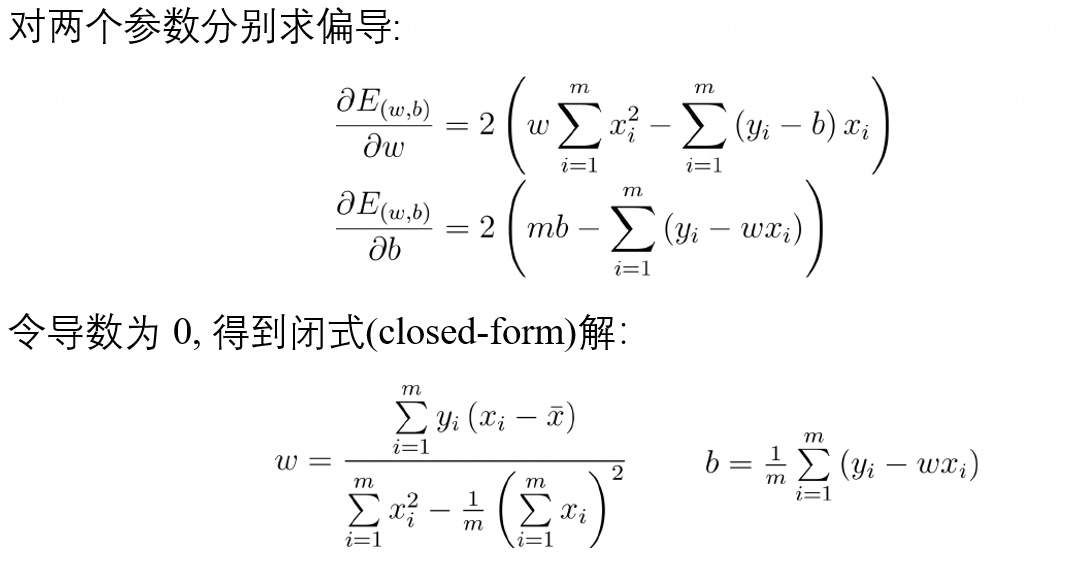 对两个参数分别求偏导:
\frac{\partial E_{(w,b)}}{\partial w} = 2\left(w\sum_{i=1}^{m} x_i^2 - \sum_{i=1}^{m}(y_i - b)x_i\right)
\frac{\partial E_{(w,b)}}{\partial b} = 2\left(mb - \sum_{i=1}^{m}(y_i - wx_i)\right)
令导数为 0, 得到闭式(closed-form)解:
w = \frac{\sum_{i=1}^{m} y_i(x_i - \bar{x})}{\sum_{i=1}^{m} x_i^2 - \frac{1}{m}\left(\sum_{i=1}^{m} x_i\right)^2} b = \frac{1}{m}\sum_{i=1}^{m}(y_i - wx_i)